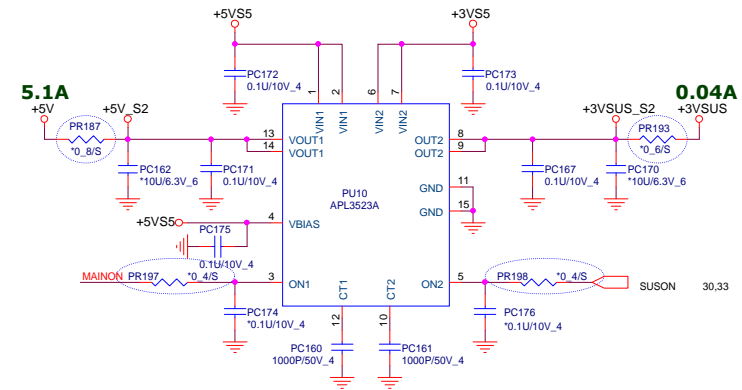 +5VS5
+3VS5
PC172
0.1U/10V_4
PC173
0.1U/10V_4
5.1A
+5V
+5V_S2
PR187
*0_8/S
0.04A
+3VSUS_S2
+3VSUS
PR193
*0_6/S
1
2
6
7
VIN1
VIN1
VIN2
VIN2
13
VOUT1
14
VOUT1
8
OUT2
9
OUT2
PC162
*10U/6.3V_6
PC171
0.1U/10V_4
PC167
0.1U/10V_4
PC170
*10U/6.3V_6
PU10
APL3523A
11
GND
15
GND
+5VS5
4
VBIAS
PC175
0.1U/10V_4
MAINON
PR197
*0_4/S
3
ON1
5
ON2
PR198
*0_4/S
SUSON
30,33
CT1
CT2
PC174
*0.1U/10V_4
PC176
*0.1U/10V_4
12
10
PC160
1000P/50V_4
PC161
1000P/50V_4